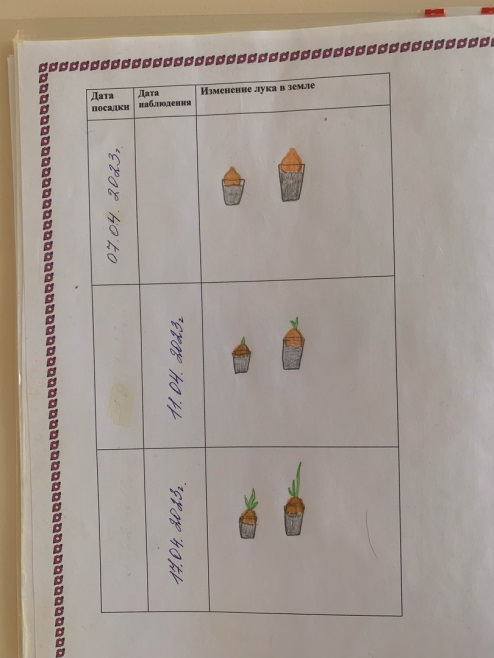 Дата
посадки
Дата
наблюдения
Изменение лука в земле
07.04. 2023г.
11.04. 2023г
17.04. 2023г.